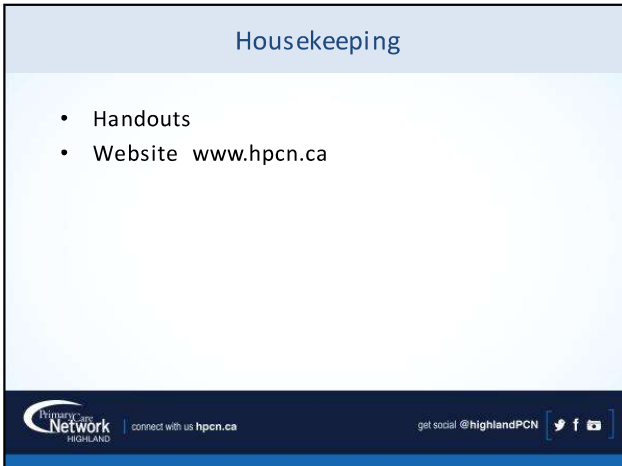 Housekeeping
• Handouts
• Website www.hpcn.ca
Primary Care
Network
HIGHLAND
connect with us hpcn.ca
get social @highlandPCN